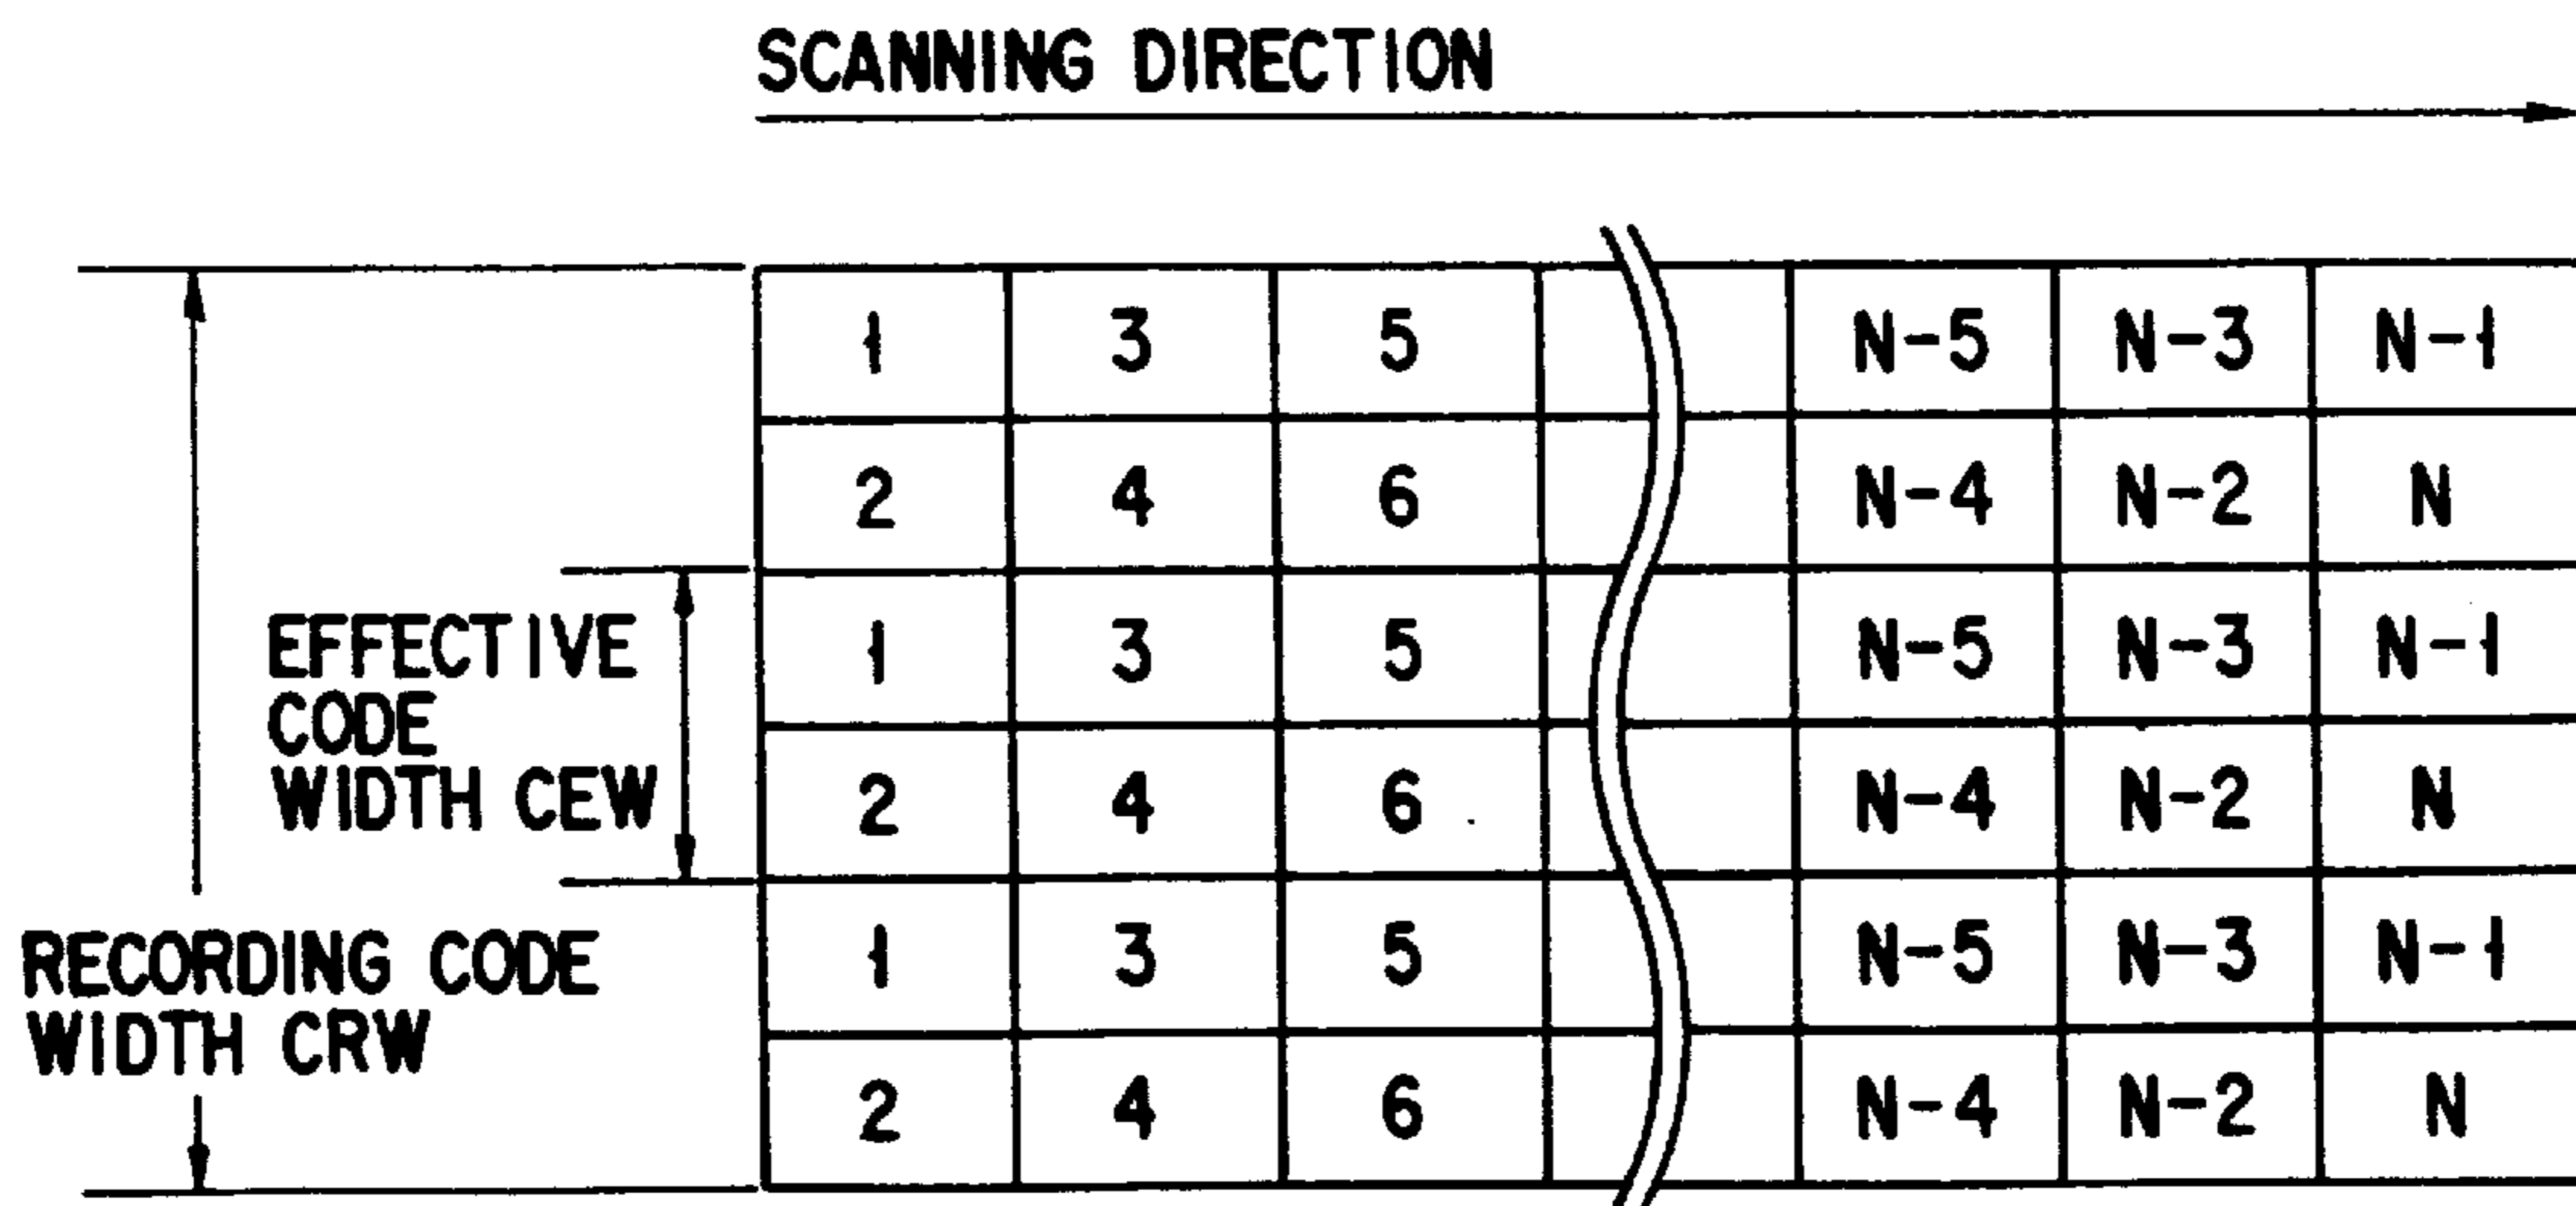 SCANNING DIRECTION
1 3 5 N-5 N-3 N-1
2 4 6 N-4 N-2 N
EFFECTIVE
CODE
WIDTH CEW
1 3 5 N-5 N-3 N-1
2 4 6 N-4 N-2 N
RECORDING CODE
WIDTH CRW
1 3 5 N-5 N-3 N-1
2 4 6 N-4 N-2 N